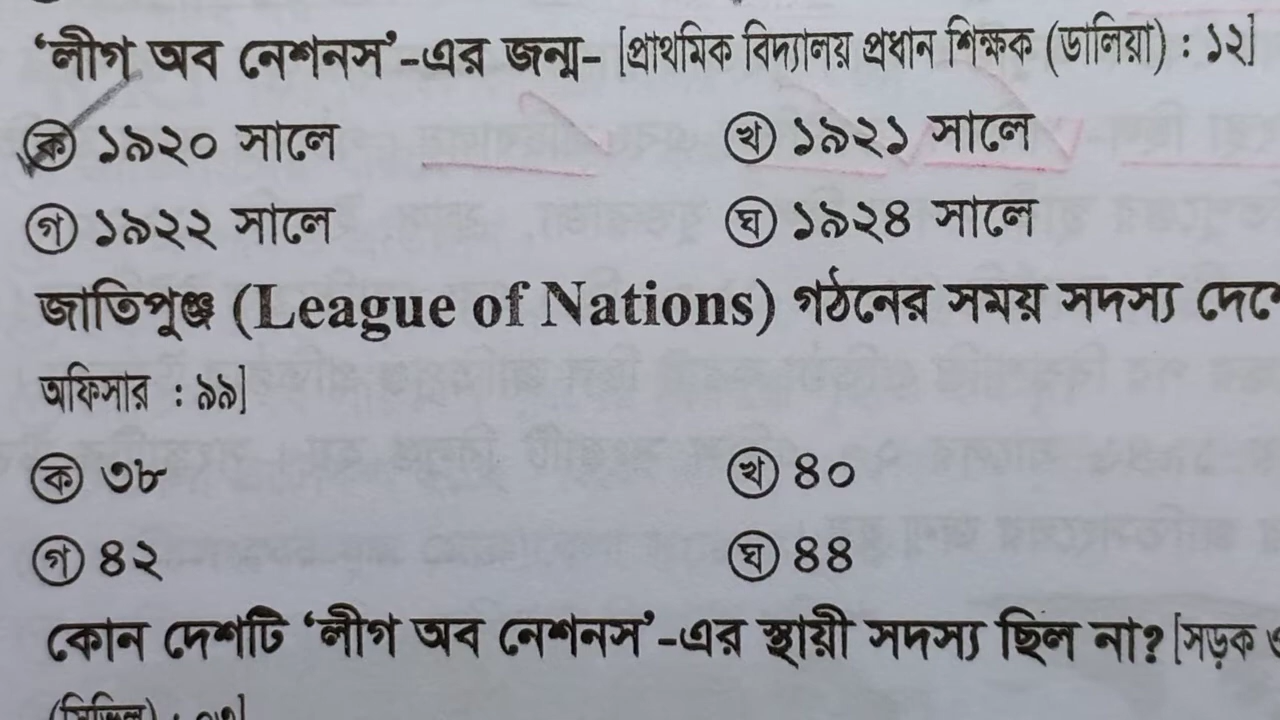 ‘লীগ অব নেশনস’-এর জন্ম- [প্রাথমিক বিদ্যালয় প্রধান শিক্ষক (ডালিয়া) : ১২]
ক ১৯২০ সালে খ ১৯২১ সালে
গ ১৯২২ সালে ঘ ১৯২৪ সালে
জাতিপুঞ্জ (League of Nations) গঠনের সময় সদস্য
অফিসার : ৯৯]
ক ৩৮ খ ৪০
গ ৪২ ঘ ৪৪
কোন দেশটি ‘লীগ অব নেশনস’-এর স্থায়ী সদস্য ছিল না? [সড়ক